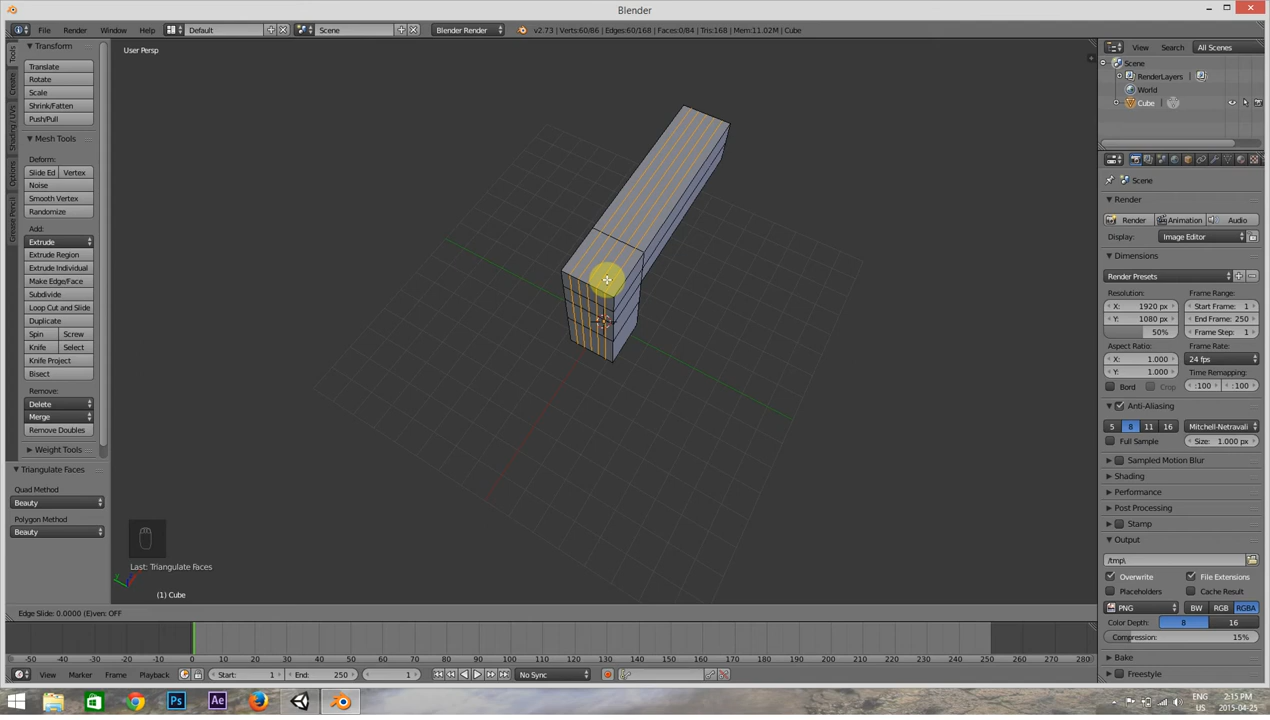 Blender
File Render Window Help Default Scene Blender Render v2.73 | Verts:60/86 | Edges:60/168 | Faces:0/84 | Tris:168 | Mem:11.02M | Cube
Tools
Create
Shading / UVs
Options
Grease Pencil
Transform
Translate
Rotate
Scale
Shrink/Fatten
Push/Pull
Mesh Tools
Deform:
Slide Ed Vertex
Noise
Smooth Vertex
Randomize
Add:
Extrude
Extrude Region
Extrude Individual
Make Edge/Face
Subdivide
Loop Cut and Slide
Duplicate
Spin Screw
Knife Select
Knife Project
Bisect
Remove:
Delete
Merge
Remove Doubles
Weight Tools
Triangulate Faces
Quad Method
Beauty
Polygon Method
Beauty
User Persp
Last: Triangulate Faces
(1) Cube
Edge Slide: 0.0000 (E)ven: OFF
-50 -40 -30 -20 -10 0 10 20 30 40 50 60 70 80 90 100 110 120 130 140 150 160 170 180 190 200 210 220 230 240 250 260 270 280
View Marker Frame Playback Start: 1 End: 250 1 No Sync
View Search All Scenes
Scene
RenderLayers
World
Cube
Scene
Render
Render Animation Audio
Display: Image Editor
Dimensions
Render Presets
Resolution: Frame Range:
X: 1920 px Start Frame: 1
Y: 1080 px End Frame: 250
50% Frame Step: 1
Aspect Ratio: Frame Rate:
X: 1.000 24 fps
Y: 1.000 Time Remapping:
Bord Crop :100 :100
Anti-Aliasing
5 8 11 16 Mitchell-Netravali
Full Sample Size: 1.000 px
Sampled Motion Blur
Shading
Performance
Post Processing
Stamp
Output
/tmp\
Overwrite File Extensions
Placeholders Cache Result
PNG BW RGB RGBA
Color Depth: 8 16
Compression: 15%
Bake
Freestyle
Ps Ae
ENG 2:15 PM
US 2015-04-25